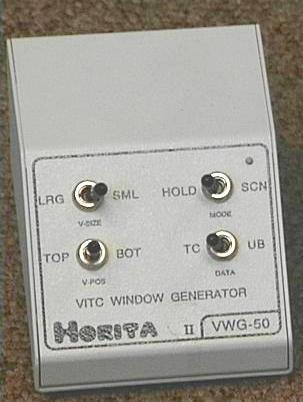 LRG SML HOLD SCN
V-SIZE MODE
TOP BOT TC UB
V-POS DATA
VITC WINDOW GENERATOR
HORITA II VWG-50